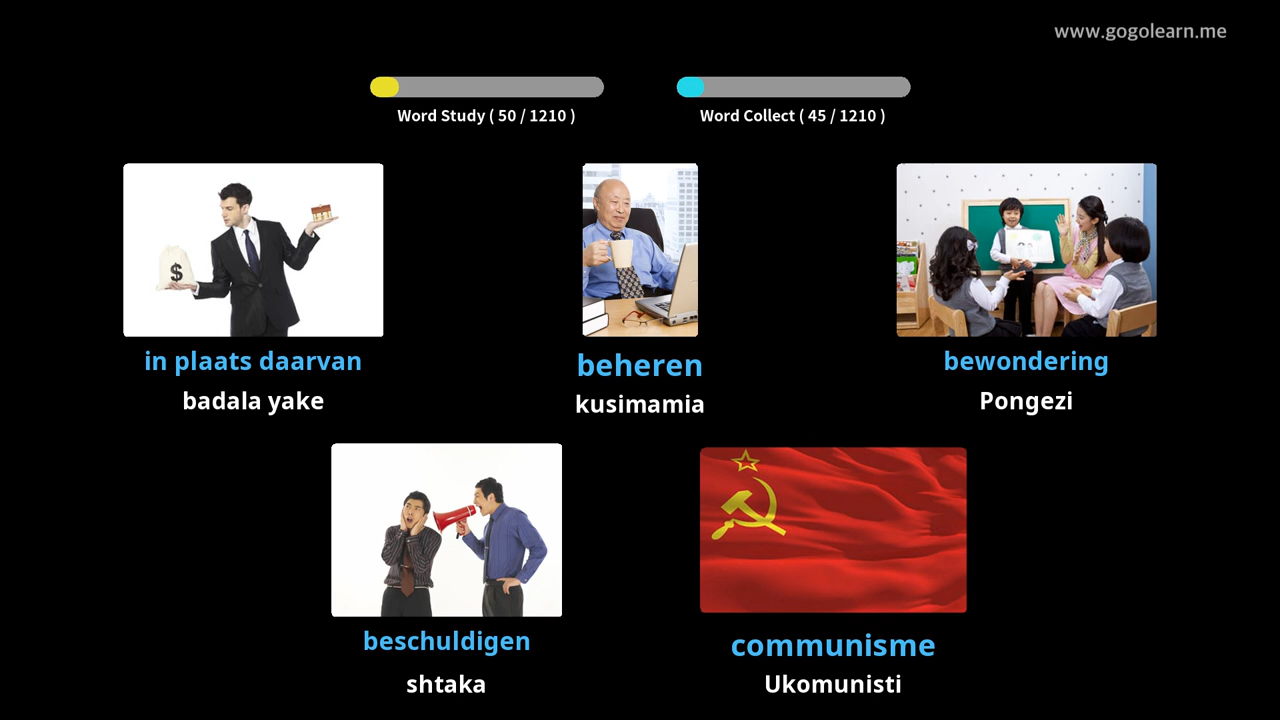 www.gogolearn.me
Word Study ( 50 / 1210 )
Word Collect ( 45 / 1210 )
$
in plaats daarvan
badala yake
beheren
kusimamia
bewondering
Pongezi
beschuldigen
shtaka
communisme
Ukomunisti